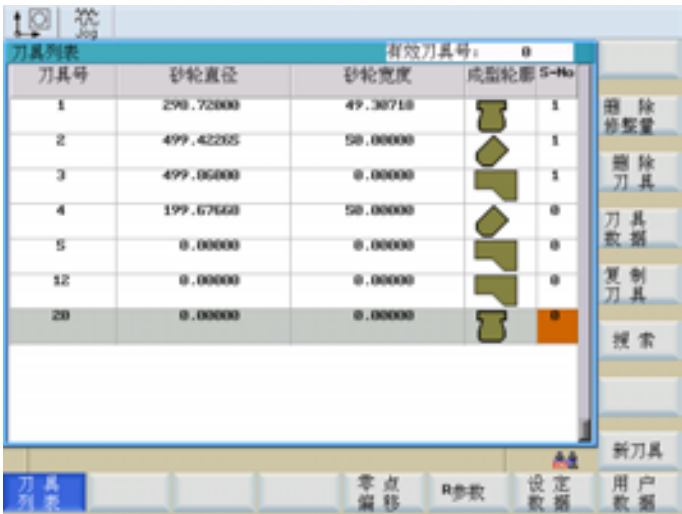 Jog
刀具列表 有效刀具号： 0
刀具号 砂轮直径 砂轮宽度 成型轮廓 S-No
1 290.72000 49.30710 1
2 499.42265 50.00000 1
3 499.86000 0.00000 1
4 199.67660 50.00000 0
5 0.00000 0.00000 0
12 0.00000 0.00000 0
20 0.00000 0.00000 0
删 除
修整量
删 除
刀 具
刀 具
数 据
复 制
刀 具
搜 索
新刀具
刀 具
列 表
零 点
偏 移
R参数
设 定
数 据
用 户
数 据